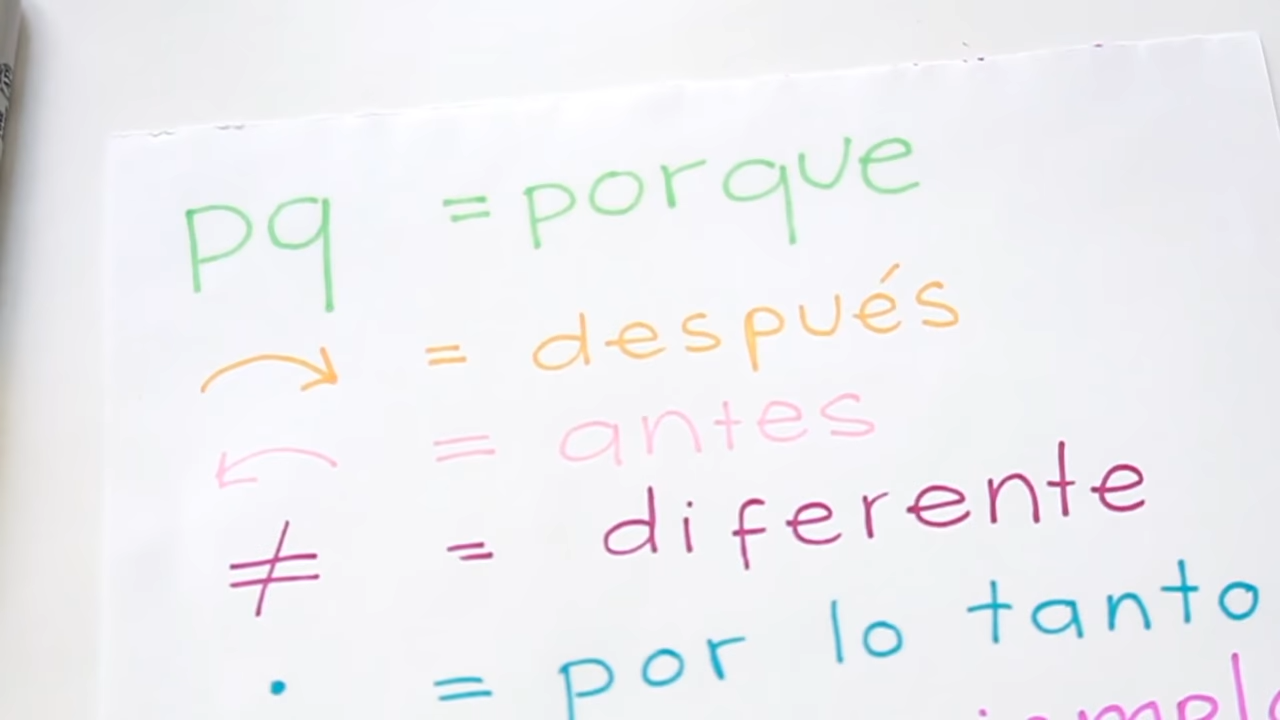 pq = porque
= después
= antes
≠ = diferente
= por lo tanto